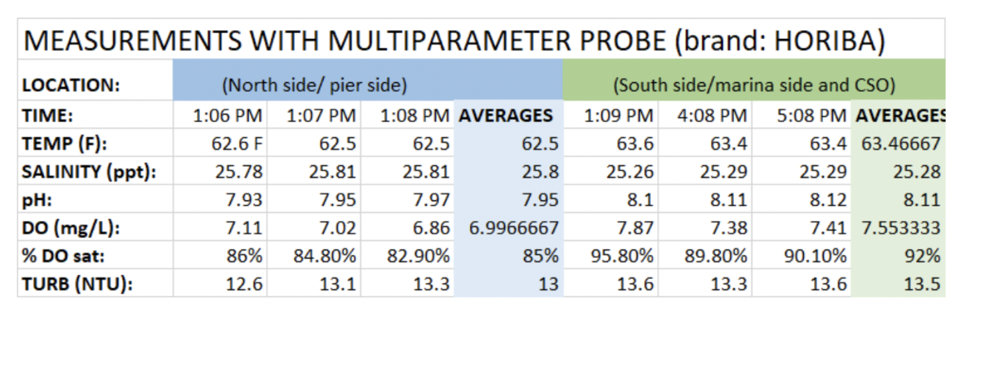 MEASUREMENTS WITH MULTIPARAMETER PROBE (brand: HORIBA)
LOCATION: (North side/ pier side) (South side/marina side and CSO)
TIME: 1:06 PM 1:07 PM 1:08 PM AVERAGES 1:09 PM 4:08 PM 5:08 PM AVERAGES
TEMP (F): 62.6 F 62.5 62.5 62.5 63.6 63.4 63.4 63.46667
SALINITY (ppt): 25.78 25.81 25.81 25.8 25.26 25.29 25.29 25.28
pH: 7.93 7.95 7.97 7.95 8.1 8.11 8.12 8.11
DO (mg/L): 7.11 7.02 6.86 6.9966667 7.87 7.38 7.41 7.553333
% DO sat: 86% 84.80% 82.90% 85% 95.80% 89.80% 90.10% 92%
TURB (NTU): 12.6 13.1 13.3 13 13.6 13.3 13.6 13.5